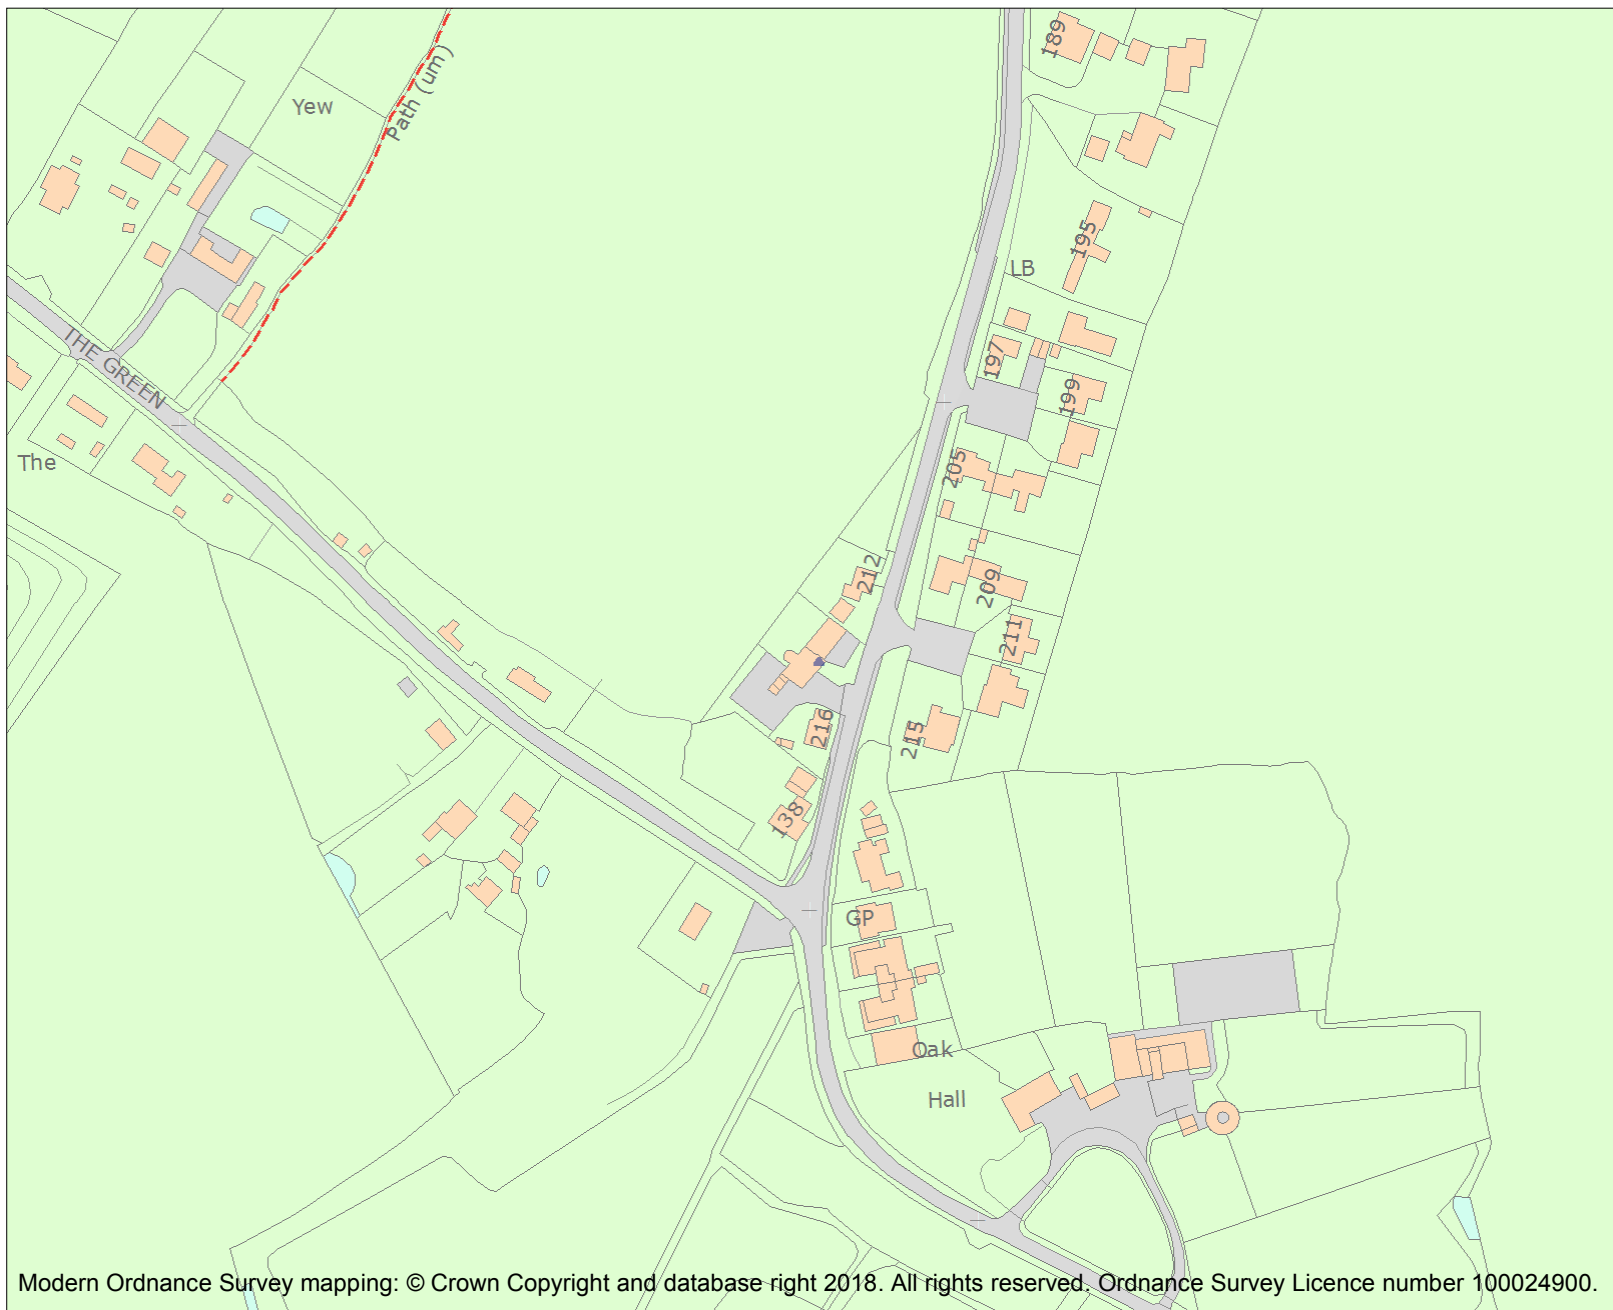 189
Yew
Path (um)
195
LB
THE GREEN
197
199
The
205
212
209
211
216
215
138
GP
Oak
Hall
Modern Ordnance Survey mapping: © Crown Copyright and database right 2018. All rights reserved. Ordnance Survey Licence number 100024900.